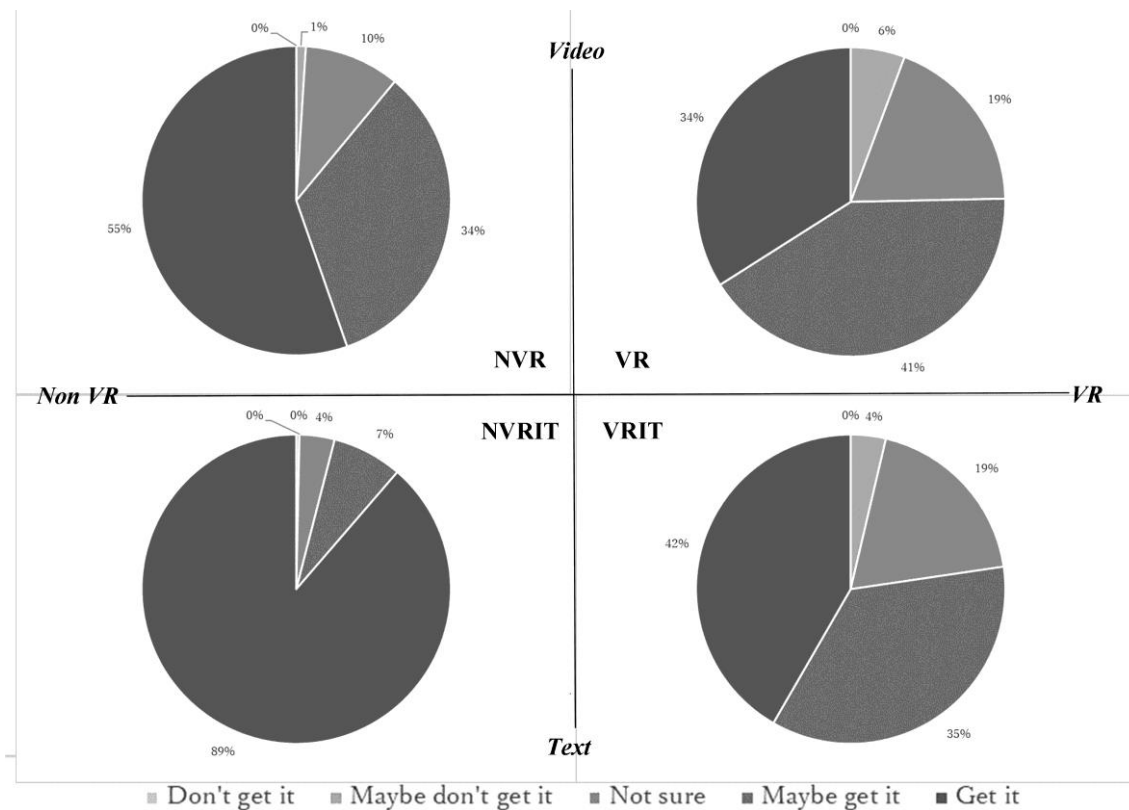 0%
1%
10%
34%
55%
Video
0%
6%
19%
41%
34%
NVR
VR
Non VR
VR
NVRIT
VRIT
0%
0%
4%
7%
89%
0%
4%
19%
35%
42%
Text
Don't get it
Maybe don't get it
Not sure
Maybe get it
Get it